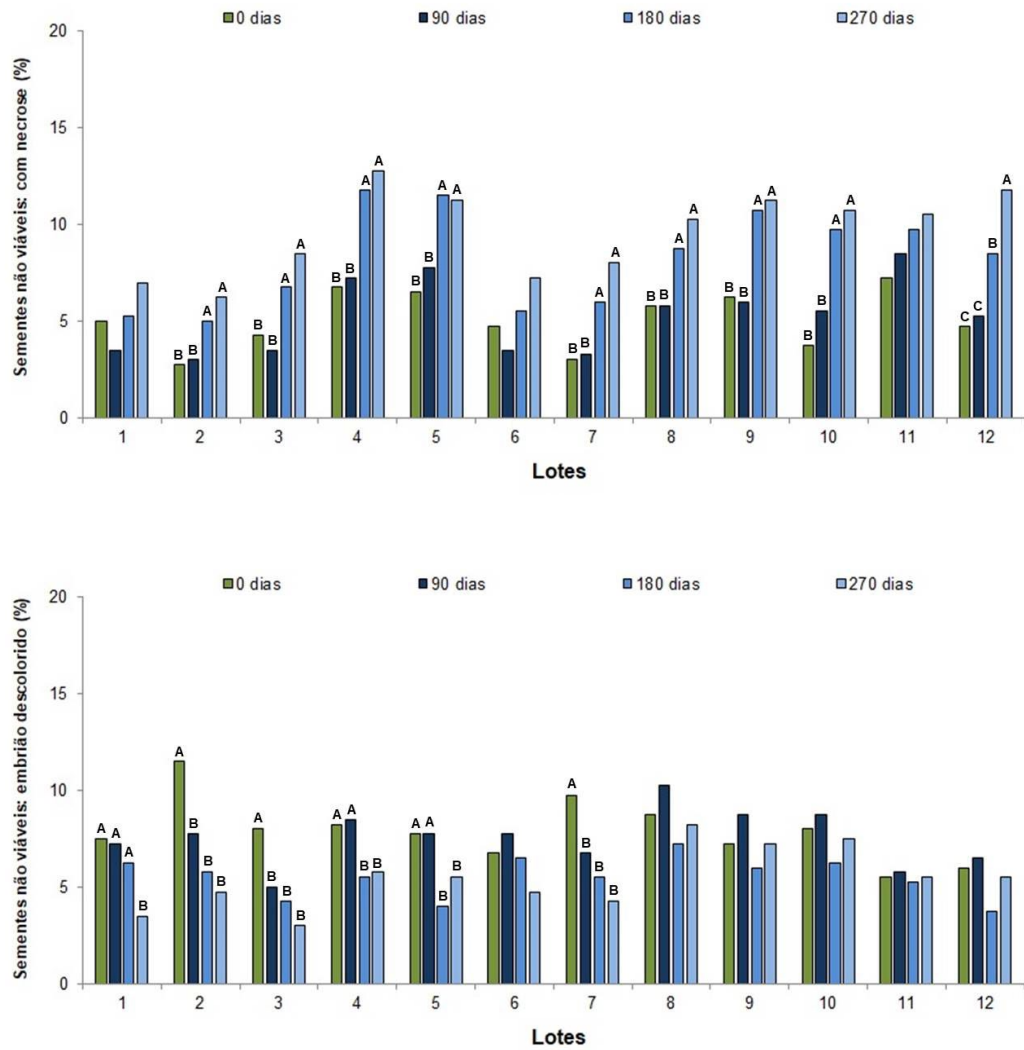 0 dias 90 dias 180 dias 270 dias
Sementes não viáveis: com necrose (%)
20
15
10
5
0
A
A
A A
A A
A
A
A
A
A
A
A
A
B
A
A
B B
B
B B
B B
B
B
B
B
B B
B B
B B
C C
1 2 3 4 5 6 7 8 9 10 11 12
Lotes
0 dias 90 dias 180 dias 270 dias
Sementes não viáveis: embrião descolorido (%)
20
15
10
5
0
A A A B
A B B B
A B B B
A A B B
A A B B
A B B B
1 2 3 4 5 6 7 8 9 10 11 12
Lotes